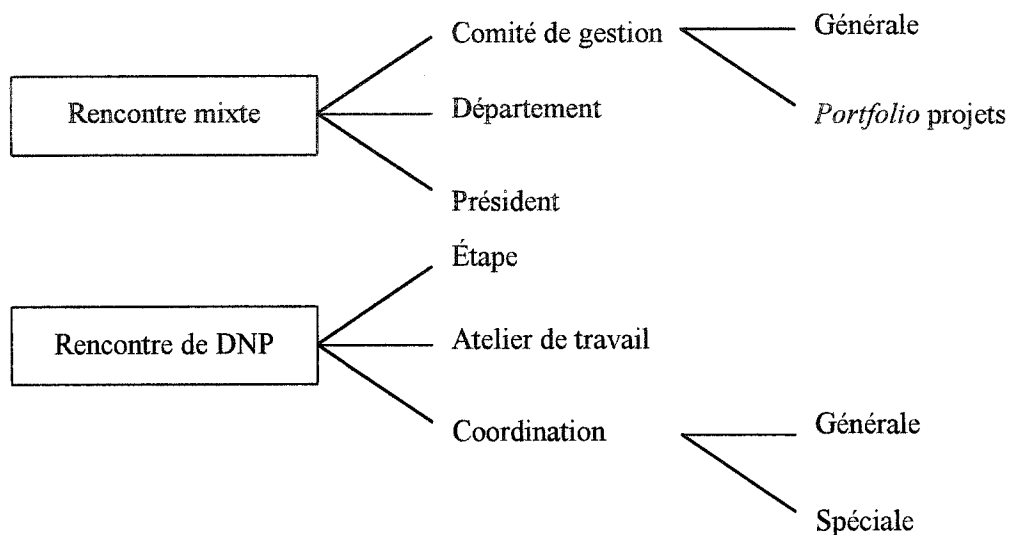 Comité de gestion
Générale
Rencontre mixte
Département
Portfolio projets
Président
Étape
Rencontre de DNP
Atelier de travail
Coordination
Générale
Spéciale